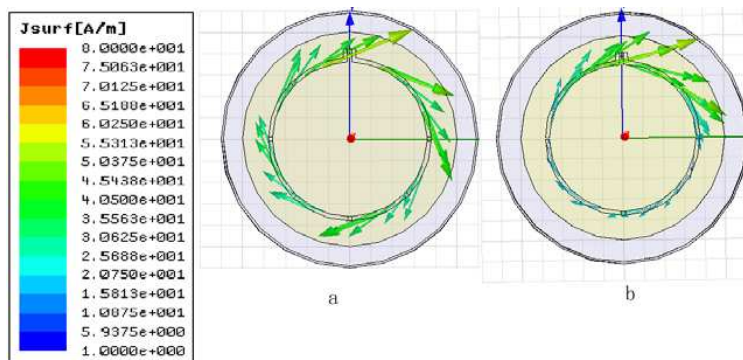 Jsurf[A/m]
8.0000e+001
7.5063e+001
7.0125e+001
6.5188e+001
6.0250e+001
5.5313e+001
5.0375e+001
4.5438e+001
4.0500e+001
3.5563e+001
3.0625e+001
2.5688e+001
2.0750e+001
1.5813e+001
1.0875e+001
5.9375e+000
1.0000e+000
a
b